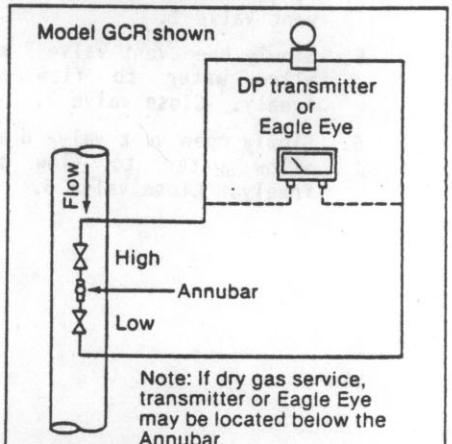 Model GCR shown
DP transmitter
or
Eagle Eye
Flow
High
Annubar
Low
Note: If dry gas service,
transmitter or Eagle Eye
may be located below the
Annubar